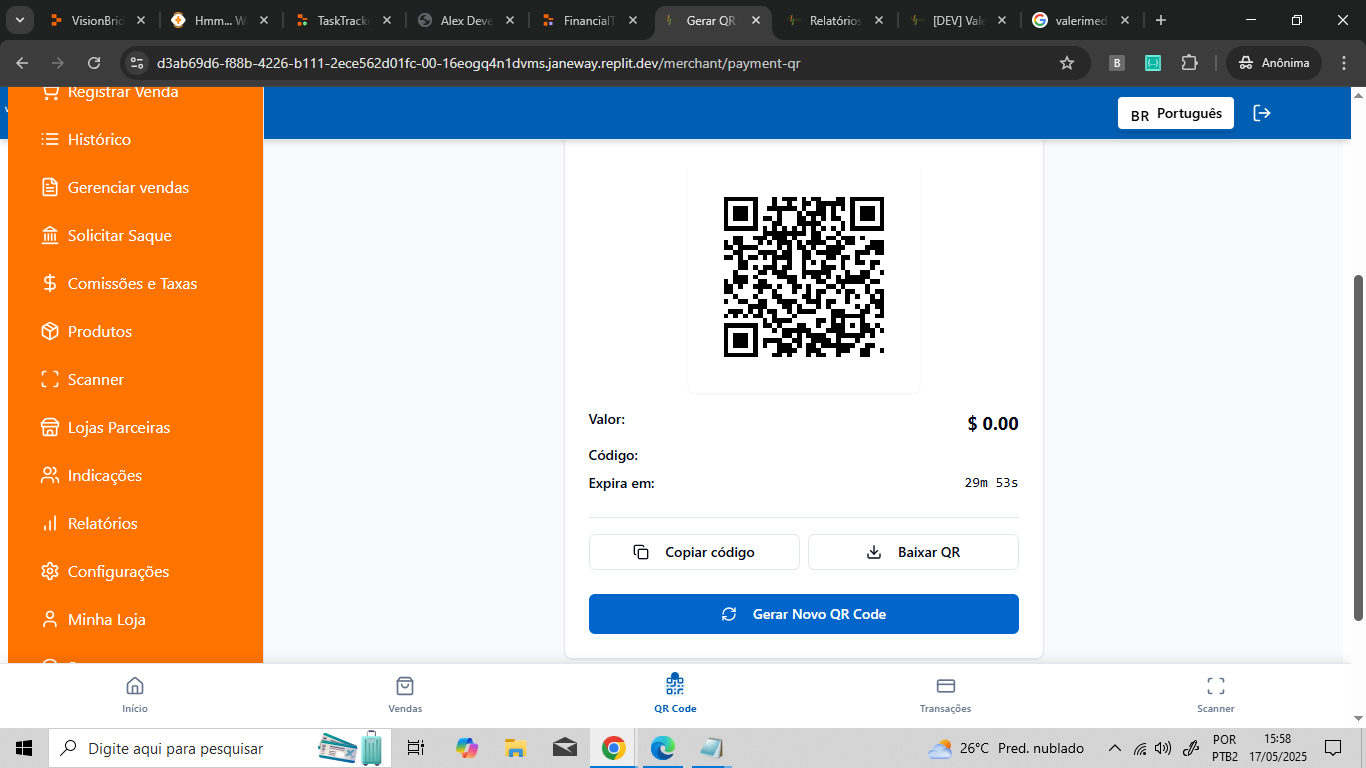 VisionBrid
Hmm... W
TaskTracke
Alex Deve
FinancialT
Gerar QR
Relatórios
[DEV] Vale
valerimed
d3ab69d6-f88b-4226-b111-2ece562d01fc-00-16eogq4n1dvms.janeway.replit.dev/merchant/payment-qr
B
Anônima
Registrar Venda
BR Português
Histórico
Gerenciar vendas
Solicitar Saque
Comissões e Taxas
Produtos
Scanner
Lojas Parceiras
Indicações
Relatórios
Configurações
Minha Loja
Valor:
$ 0.00
Código:
Expira em:
29m 53s
Copiar código
Baixar QR
Gerar Novo QR Code
Início
Vendas
QR Code
Transações
Scanner
Digite aqui para pesquisar
26°C Pred. nublado
POR
PTB2
15:58
17/05/2025